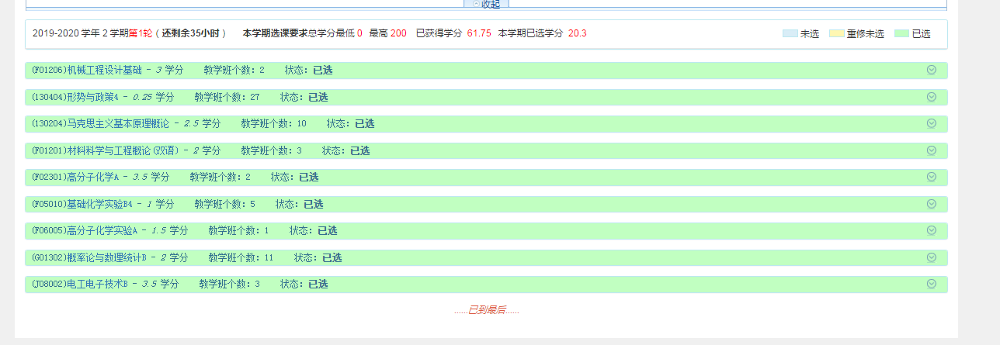 收起
2019-2020 学年 2 学期第1轮（还剩余35小时） 本学期选课要求总学分最低 0 最高 200 已获得学分 61.75 本学期已选学分 20.3 未选 重修未选 已选
(F01206)机械工程设计基础 - 3 学分 教学班个数: 2 状态: 已选
(130404)形势与政策4 - 0.25 学分 教学班个数: 27 状态: 已选
(130204)马克思主义基本原理概论 - 2.5 学分 教学班个数: 10 状态: 已选
(F01201)材料科学与工程概论(双语) - 2 学分 教学班个数: 3 状态: 已选
(F02301)高分子化学A - 3.5 学分 教学班个数: 2 状态: 已选
(F05010)基础化学实验B4 - 1 学分 教学班个数: 5 状态: 已选
(F06005)高分子化学实验A - 1.5 学分 教学班个数: 1 状态: 已选
(G01302)概率论与数理统计B - 2 学分 教学班个数: 11 状态: 已选
(J08002)电工电子技术B - 3.5 学分 教学班个数: 3 状态: 已选
......已到最后......